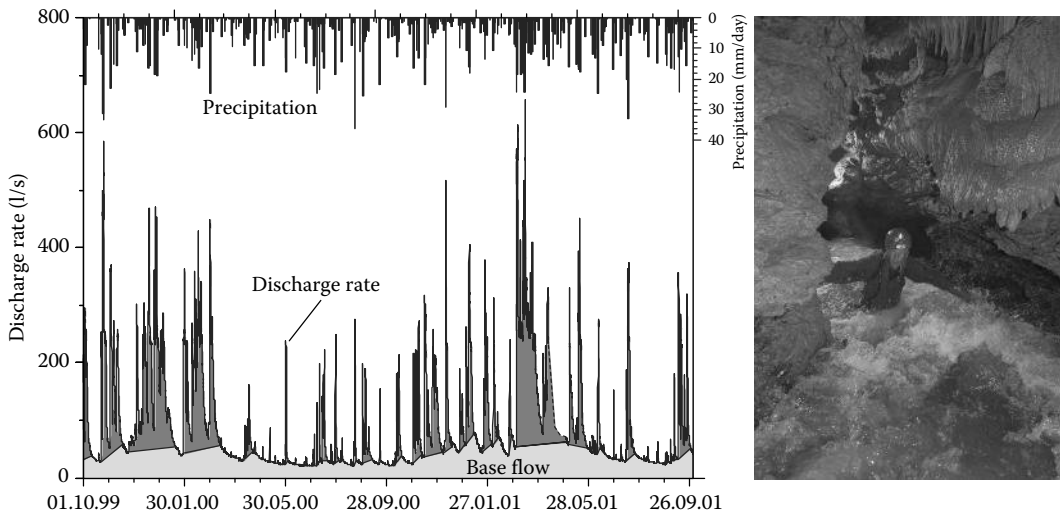 800
600
400
200
0
Discharge rate (l/s)
Precipitation
Discharge rate
Base flow
0
10
20
30
40
Precipitation (mm/day)
01.10.99 30.01.00 30.05.00 28.09.00 27.01.01 28.05.01 26.09.01